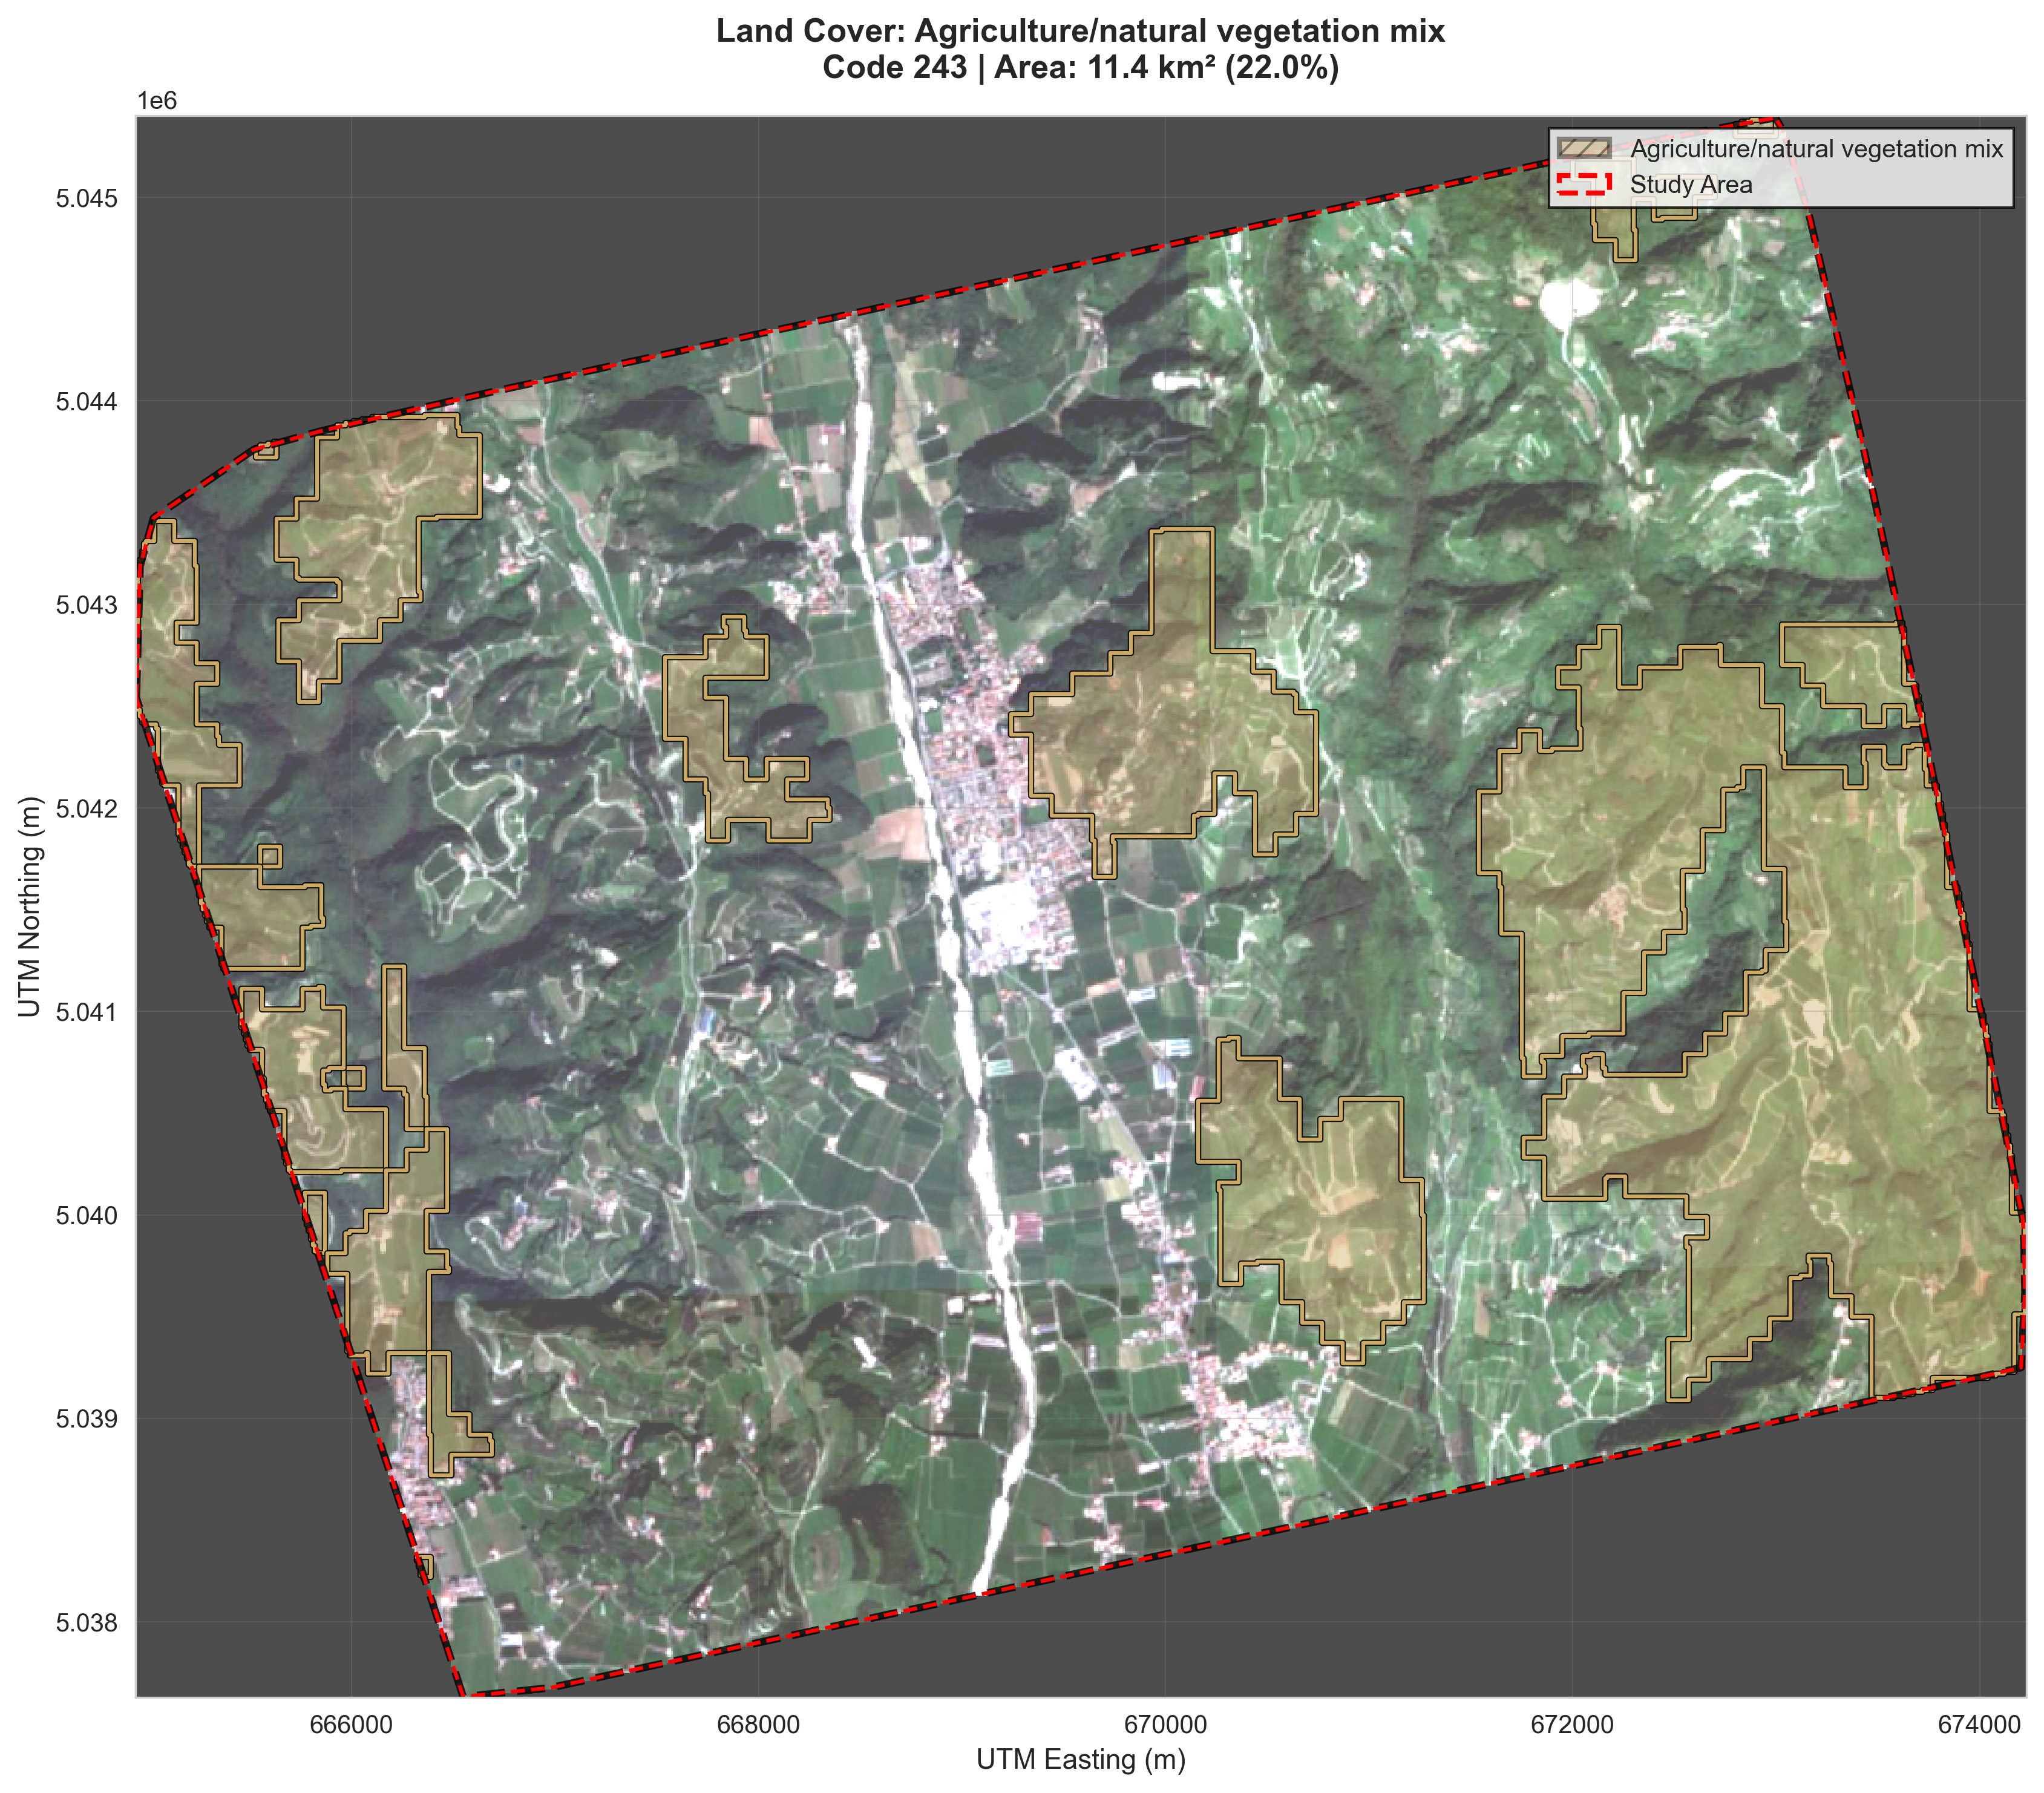 Land Cover: Agriculture/natural vegetation mix
Code 243 | Area: 11.4 km² (22.0%)
1e6
Agriculture/natural vegetation mix
Study Area
5.045
5.044
5.043
5.042
5.041
5.040
5.039
5.038
UTM Northing (m)
666000
668000
670000
672000
674000
UTM Easting (m)